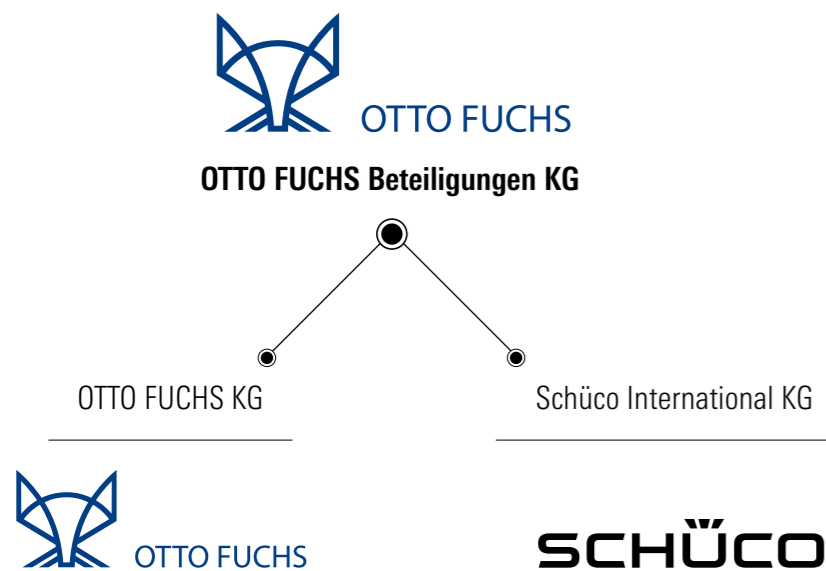 OTTO FUCHS
OTTO FUCHS Beteiligungen KG
OTTO FUCHS KG
Schüco International KG
OTTO FUCHS
SCHÜCO